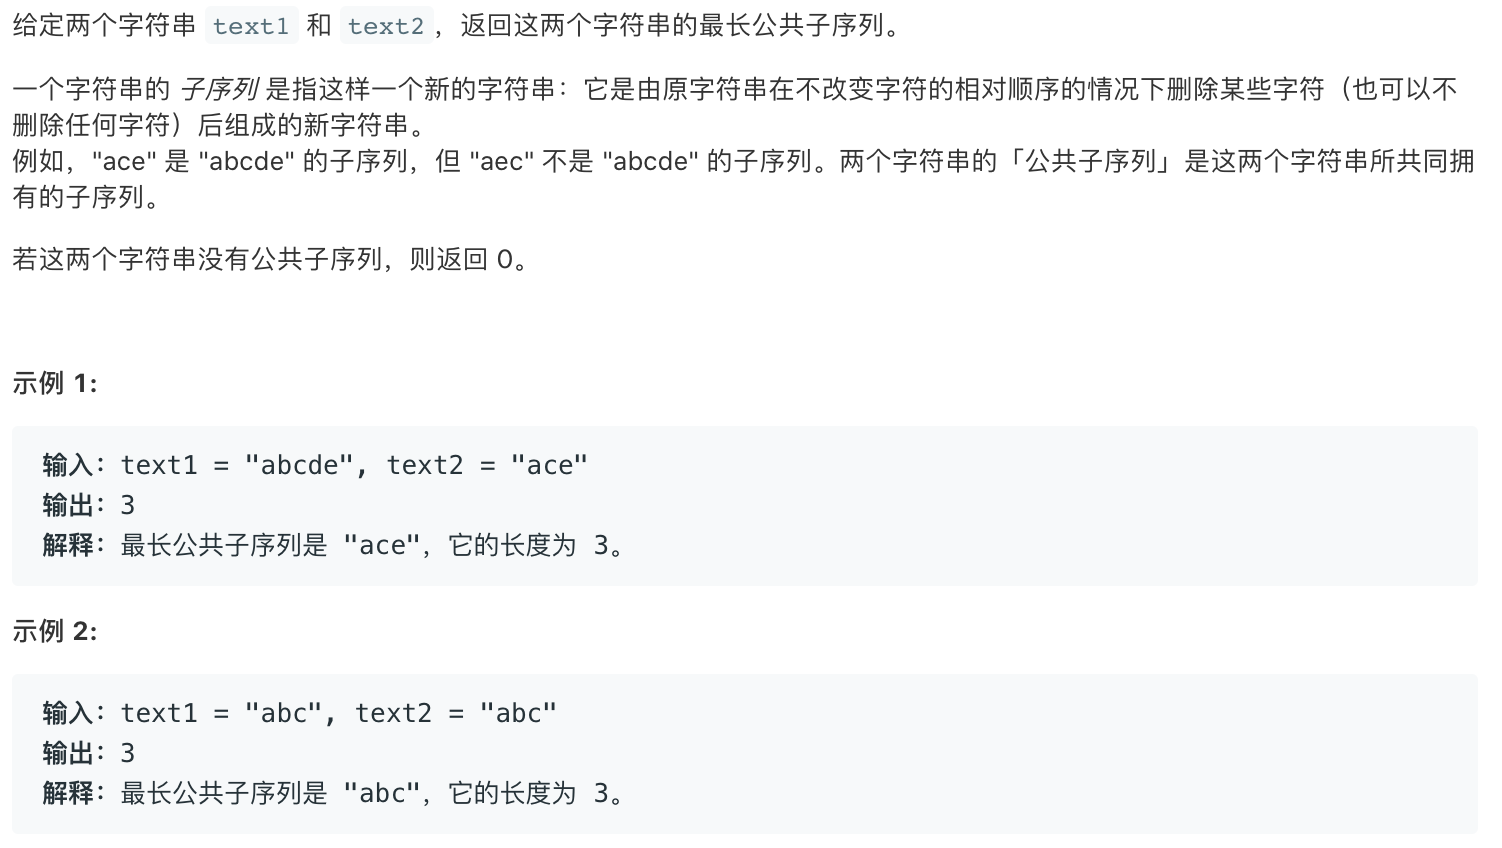 给定两个字符串 text1 和 text2，返回这两个字符串的最长公共子序列。
一个字符串的 子序列 是指这样一个新的字符串：它是由原字符串在不改变字符的相对顺序的情况下删除某些字符（也可以不
删除任何字符）后组成的新字符串。
例如，"ace" 是 "abcde" 的子序列，但 "aec" 不是 "abcde" 的子序列。两个字符串的「公共子序列」是这两个字符串所共同拥
有的子序列。
若这两个字符串没有公共子序列，则返回 0。
示例 1:
输入：text1 = "abcde", text2 = "ace"
输出：3
解释：最长公共子序列是 "ace"，它的长度为 3。
示例 2:
输入：text1 = "abc", text2 = "abc"
输出：3
解释：最长公共子序列是 "abc"，它的长度为 3。